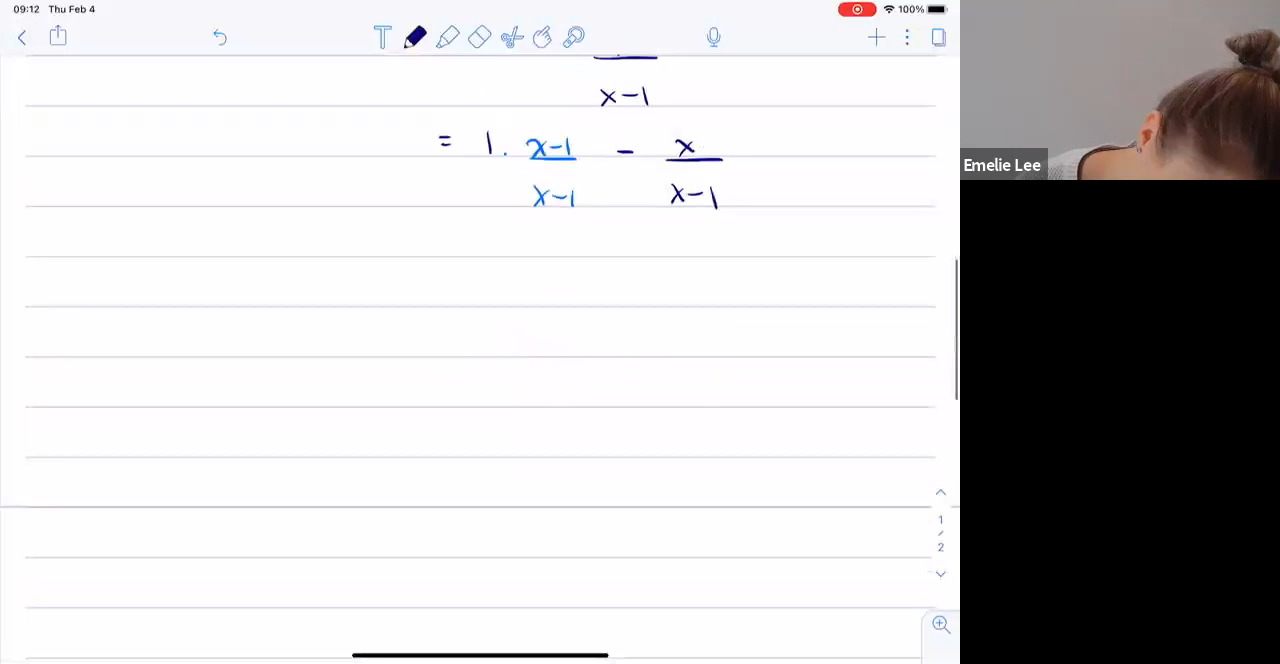 09:12 Thu Feb 4
100%
T
x-1
= 1 . x-1 - x
x-1 x-1
Emelie Lee
1
/
2